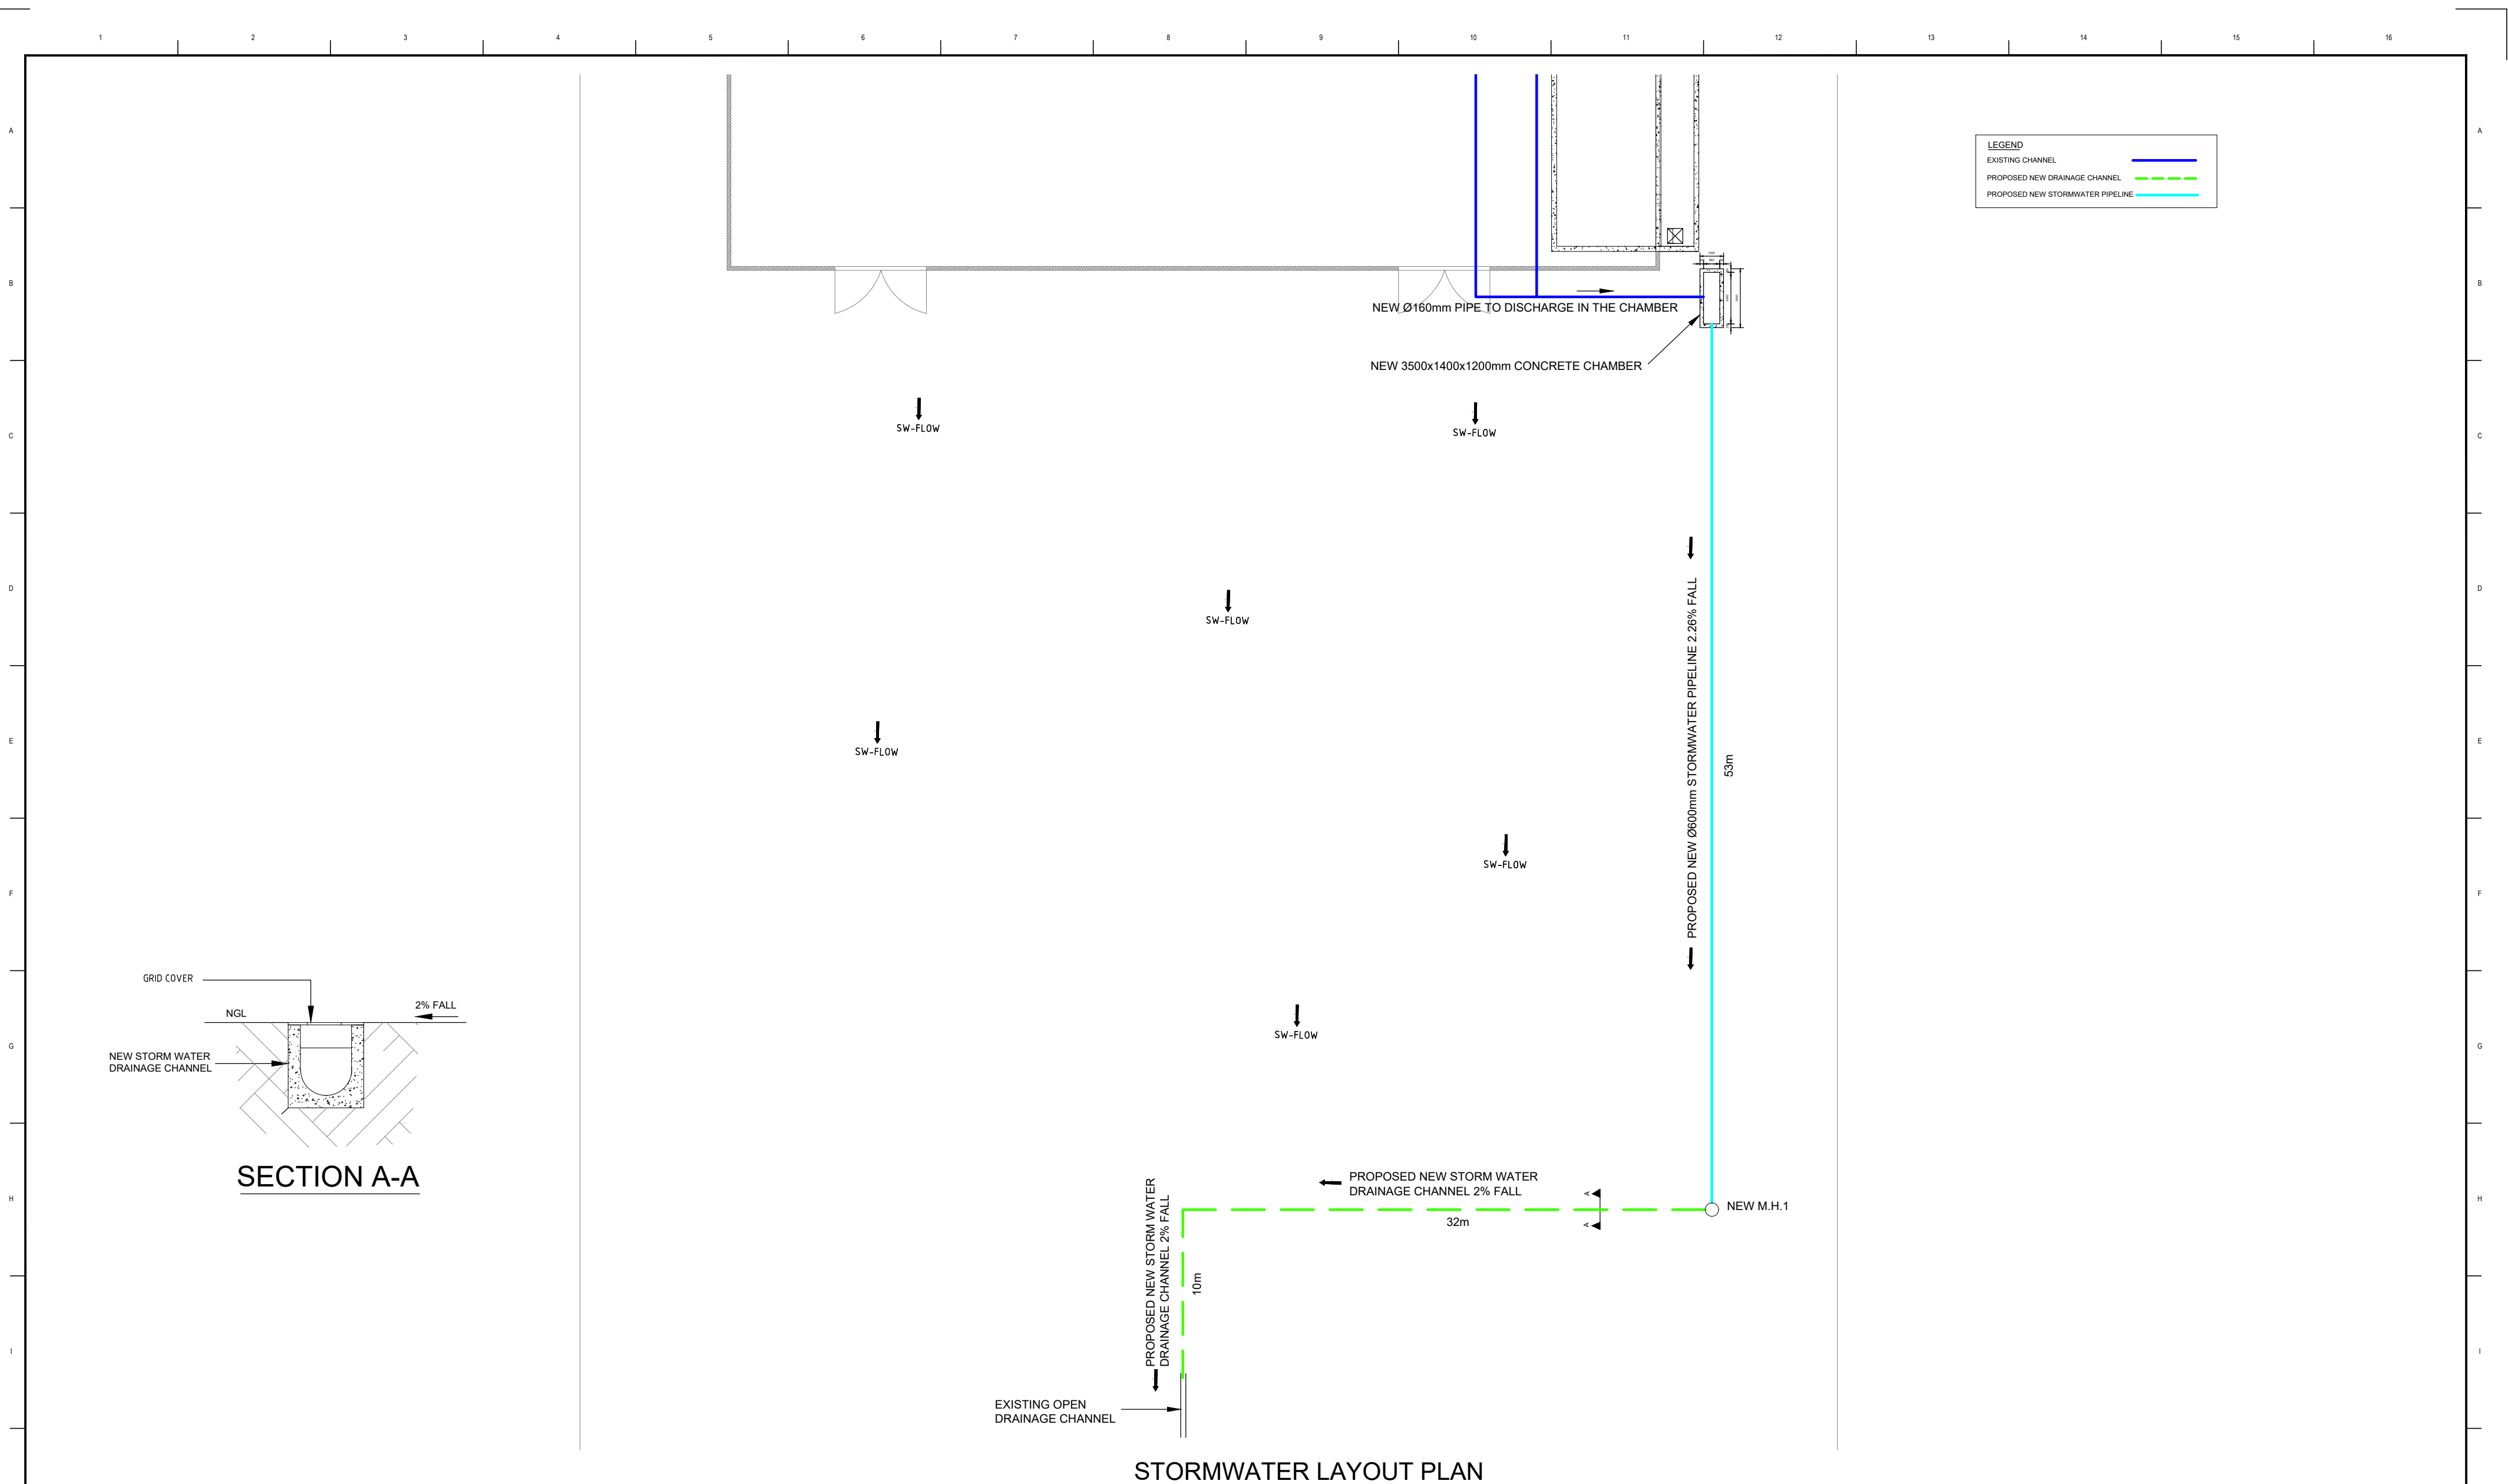 1 2 3 4 5 6 7 8 9 10 11 12 13 14 15 16
A
A
LEGEND
EXISTING CHANNEL
PROPOSED NEW DRAINAGE CHANNEL
PROPOSED NEW STORMWATER PIPELINE
B
B
NEW Ø160mm PIPE TO DISCHARGE IN THE CHAMBER
NEW 3500x1400x1200mm CONCRETE CHAMBER
C
C
SW-FLOW
SW-FLOW
D
D
SW-FLOW
PROPOSED NEW Ø600mm STORMWATER PIPELINE 2.26% FALL
53m
E
E
SW-FLOW
SW-FLOW
F
F
GRID COVER
NGL
2% FALL
SW-FLOW
G
G
NEW STORM WATER
DRAINAGE CHANNEL
SECTION A-A
PROPOSED NEW STORM WATER
DRAINAGE CHANNEL 2% FALL
A
A
32m
NEW M.H.1
H
H
PROPOSED NEW STORM WATER
DRAINAGE CHANNEL 2% FALL
10m
I
I
EXISTING OPEN
DRAINAGE CHANNEL
STORMWATER LAYOUT PLAN